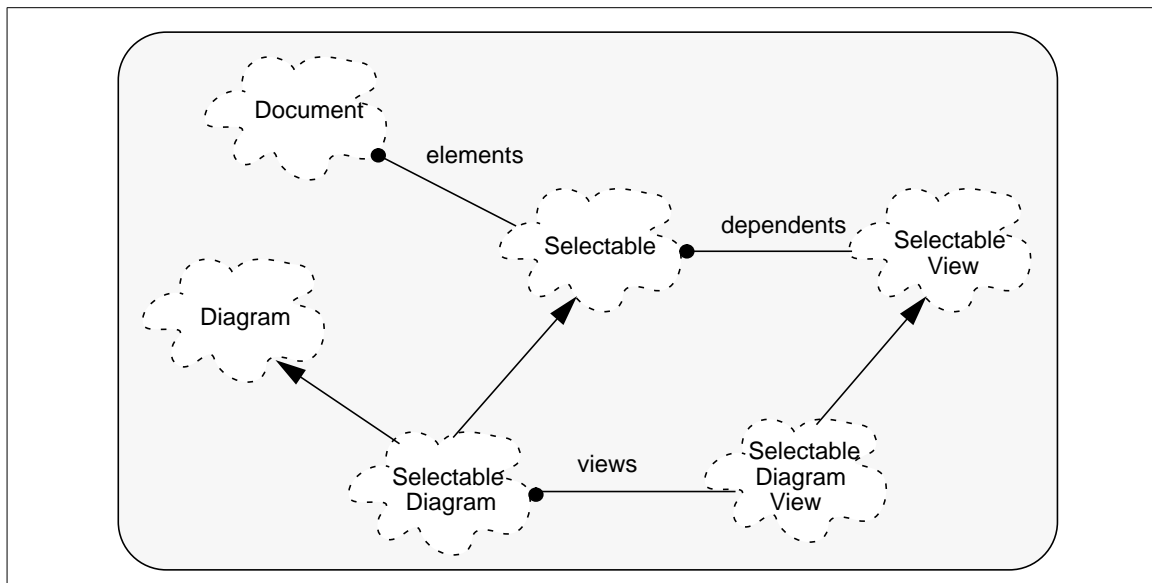 Document
elements
Selectable
dependents
Selectable
View
Diagram
Selectable
Diagram
views
Selectable
Diagram
View